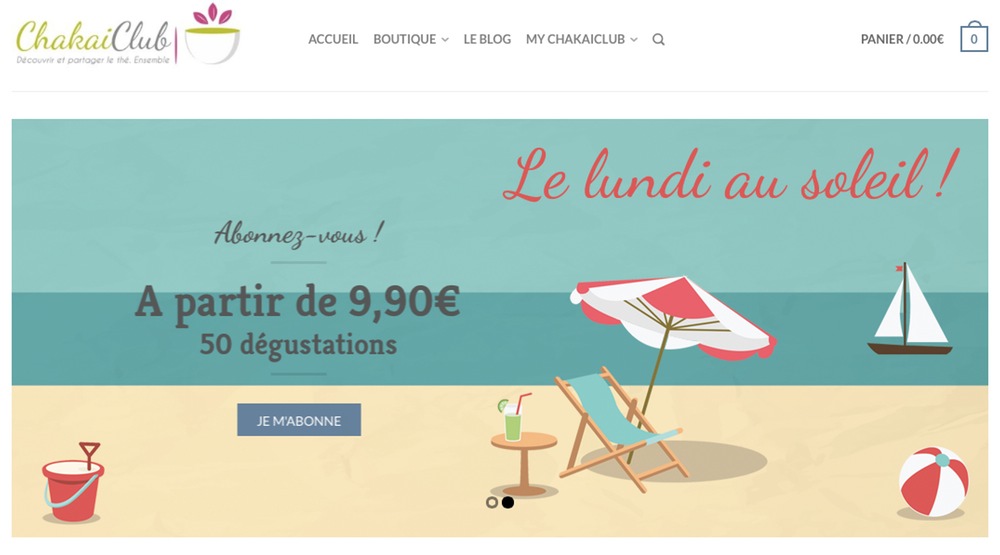 ChakaiClub
Découvrir et partager le thé. Ensemble
ACCUEIL BOUTIQUE LE BLOG MY CHAKAICLUB
PANIER / 0.00€ 0
Le lundi au soleil !
Abonnez-vous !
A partir de 9,90€
50 dégustations
JE M'ABONNE